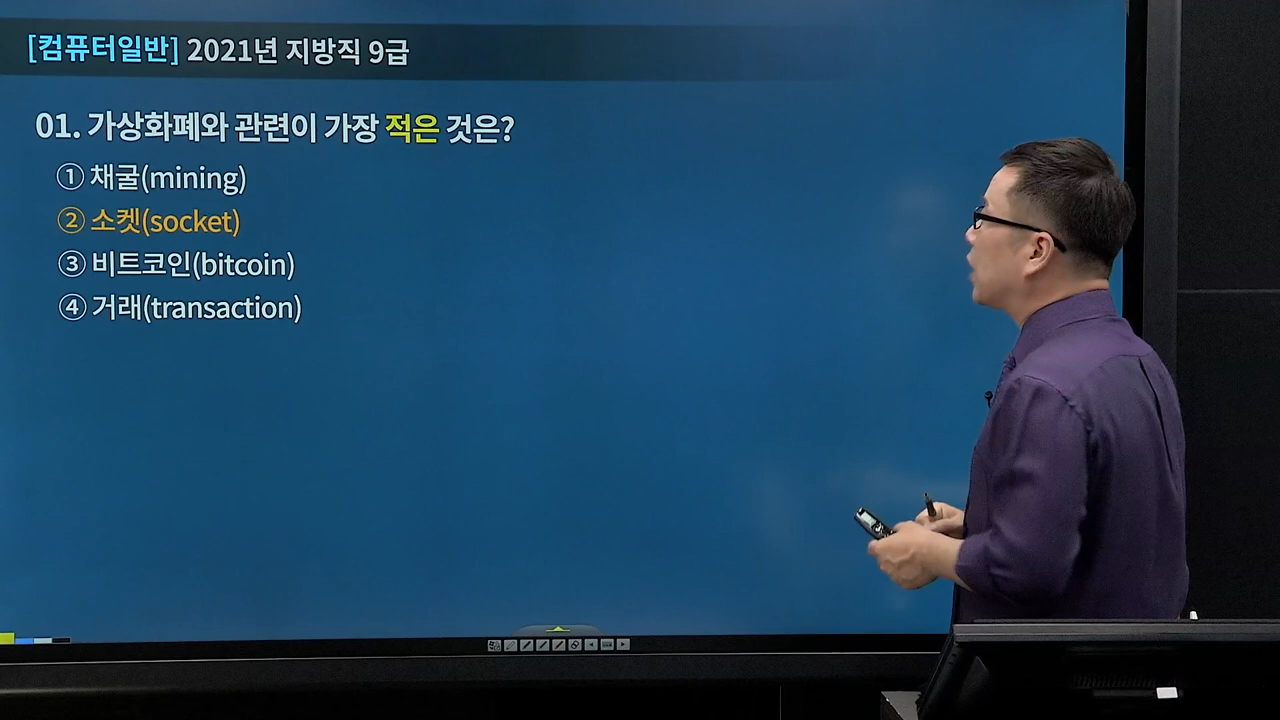 [컴퓨터일반] 2021년 지방직 9급
01. 가상화폐와 관련이 가장 적은 것은?
① 채굴(mining)
② 소켓(socket)
③ 비트코인(bitcoin)
④ 거래(transaction)